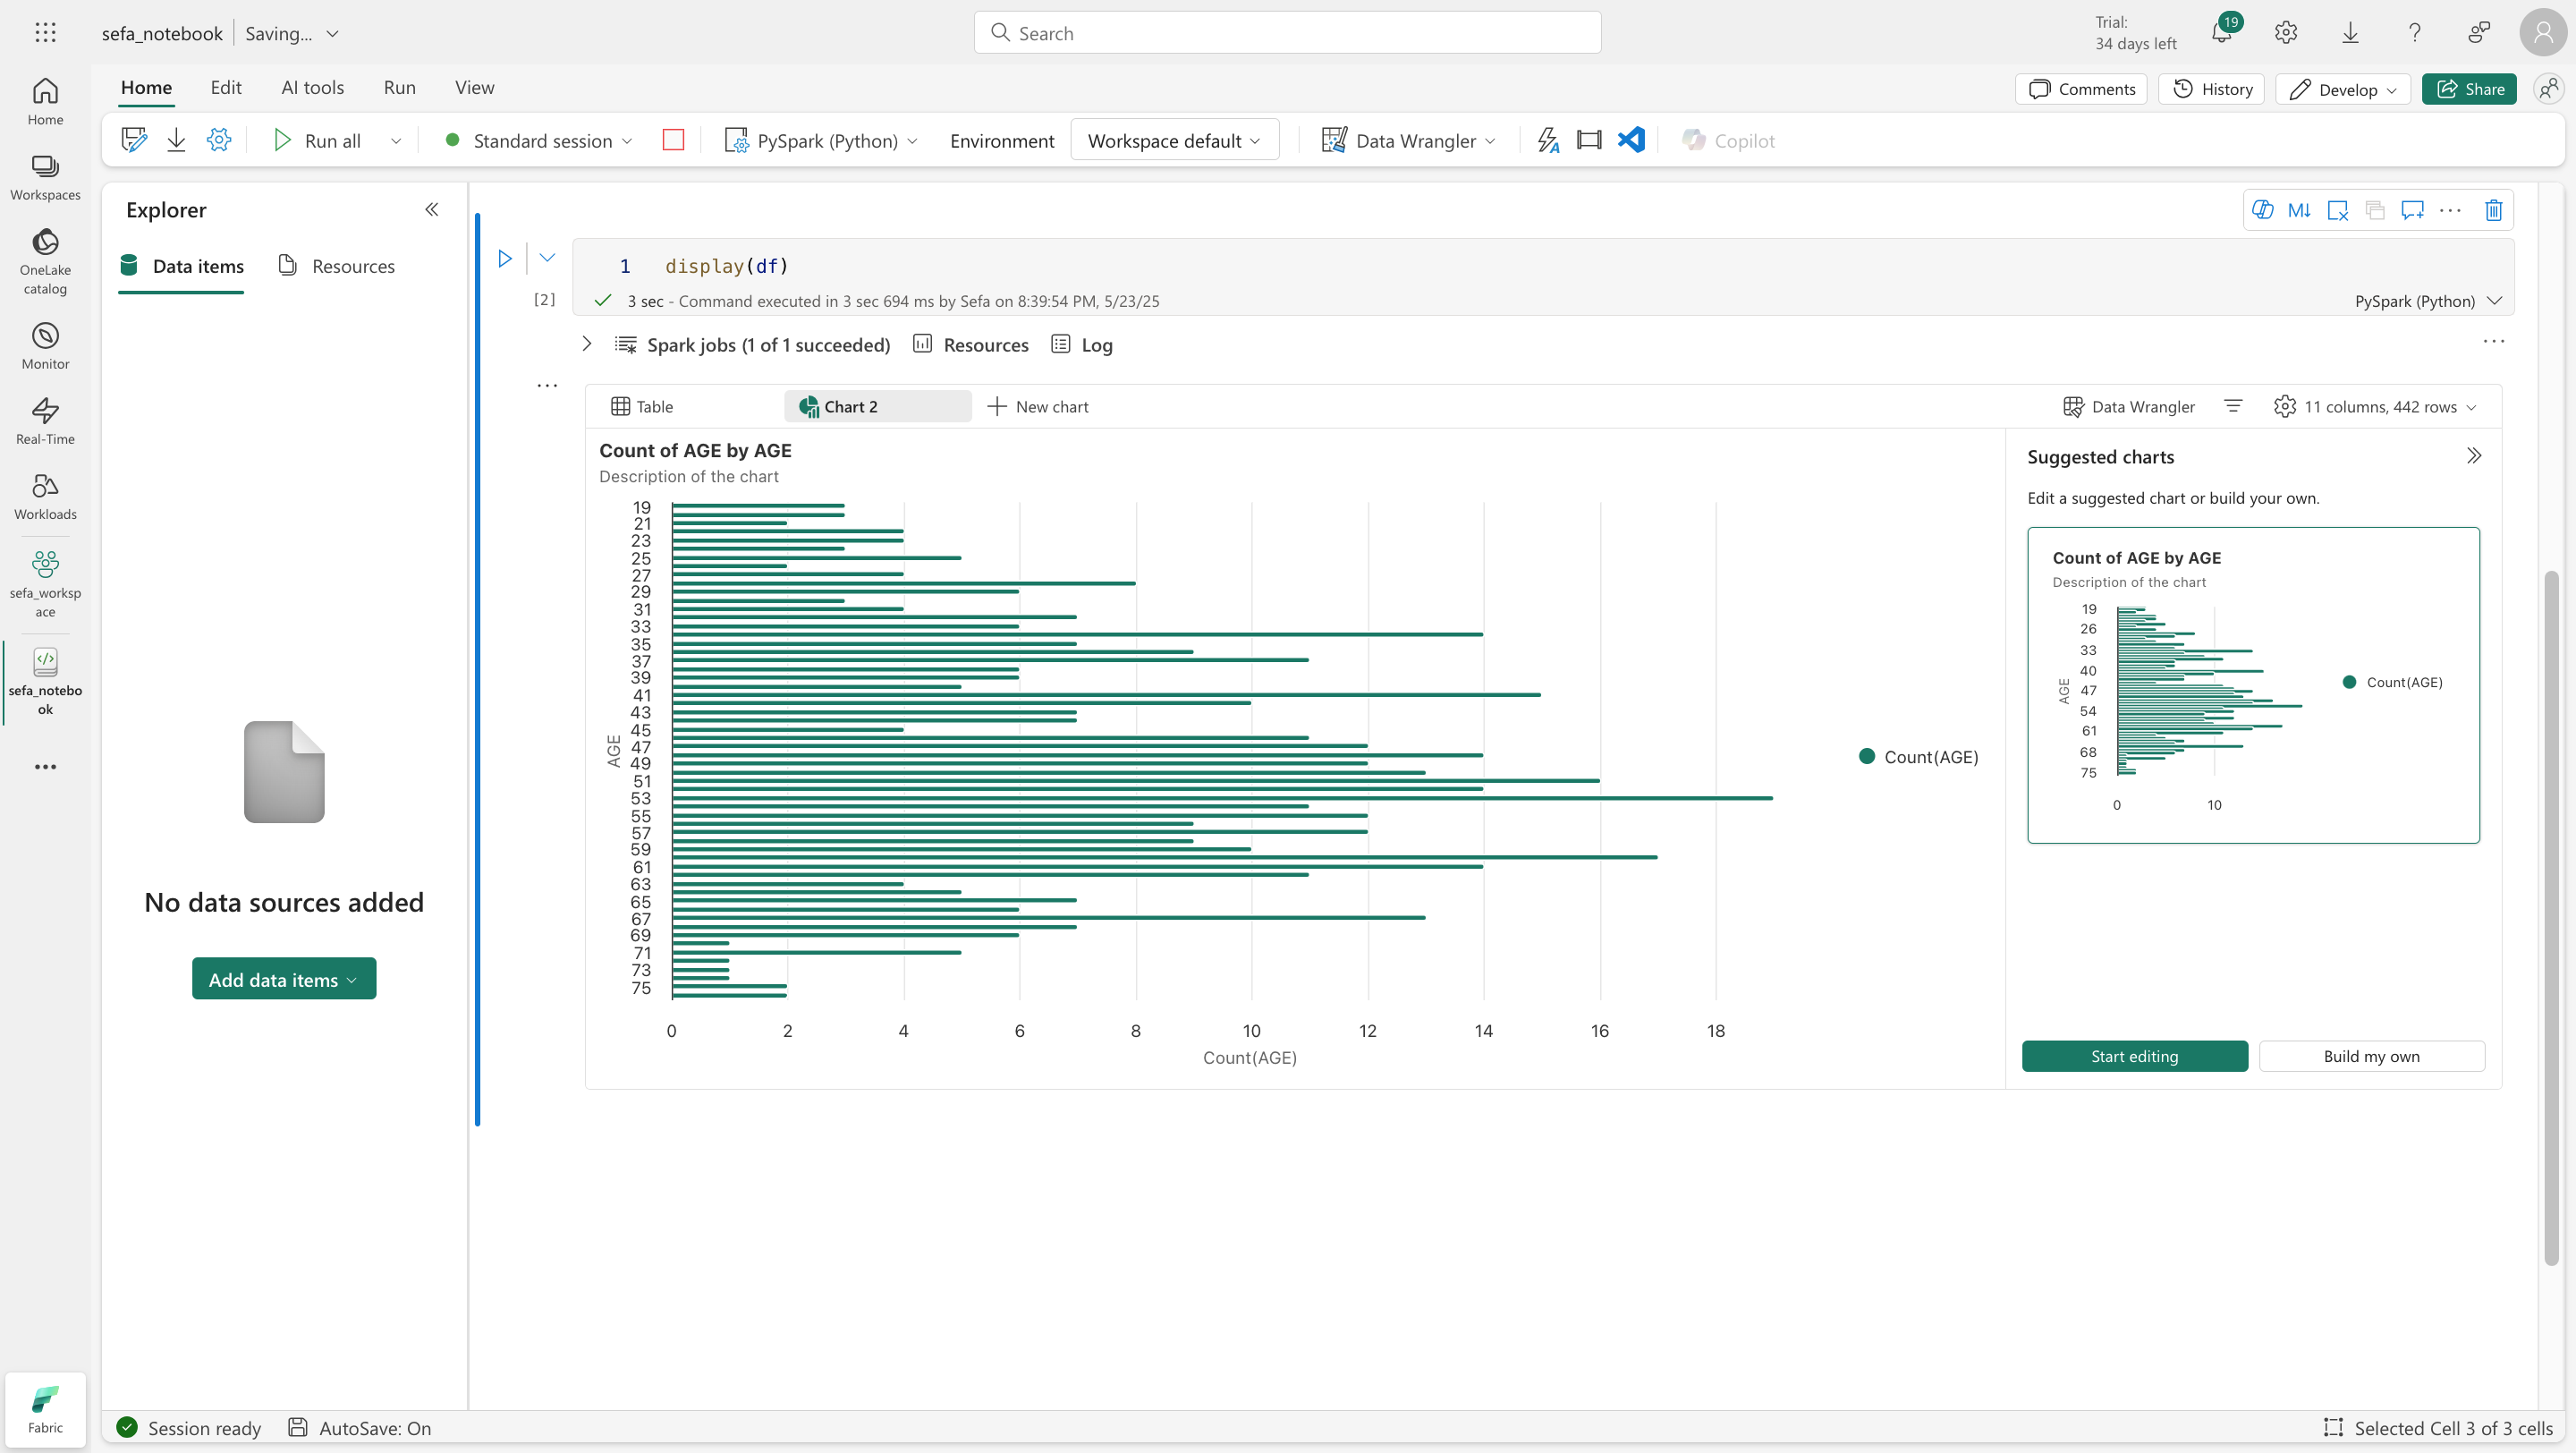 sefa_notebook
Saving...
Search
Trial:
34 days left
19
Home
Edit
AI tools
Run
View
Comments
History
Develop
Share
Run all
Standard session
PySpark (Python)
Environment
Workspace default
Data Wrangler
Copilot
Home
Workspaces
OneLake
catalog
Monitor
Real-Time
Workloads
sefa_worksp
ace
sefa_notebo
ok
Fabric
Explorer
Data items
Resources
No data sources added
Add data items
M↓
1 display(df)
[2]
3 sec - Command executed in 3 sec 694 ms by Sefa on 8:39:54 PM, 5/23/25
PySpark (Python)
Spark jobs (1 of 1 succeeded)
Resources
Log
Table
Chart 2
New chart
Data Wrangler
11 columns, 442 rows
Count of AGE by AGE
Description of the chart
19
21
23
25
27
29
31
33
35
37
39
41
43
45
47
49
51
53
55
57
59
61
63
65
67
69
71
73
75
AGE
0 2 4 6 8 10 12 14 16 18
Count(AGE)
Count(AGE)
Suggested charts
Edit a suggested chart or build your own.
Count of AGE by AGE
Description of the chart
19
26
33
40
47
54
61
68
75
AGE
0 10
Count(AGE)
Start editing
Build my own
Session ready
AutoSave: On
Selected Cell 3 of 3 cells